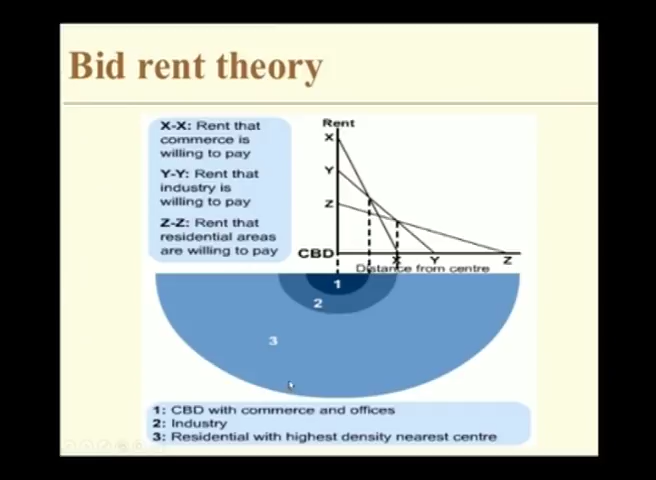 Bid rent theory
X-X: Rent that
commerce is
willing to pay
Y-Y: Rent that
industry is
willing to pay
Z-Z: Rent that
residential areas
are willing to pay
Rent
X
Y
Z
CBD
X Y Z
Distance from centre
1
2
3
1: CBD with commerce and offices
2: Industry
3: Residential with highest density nearest centre